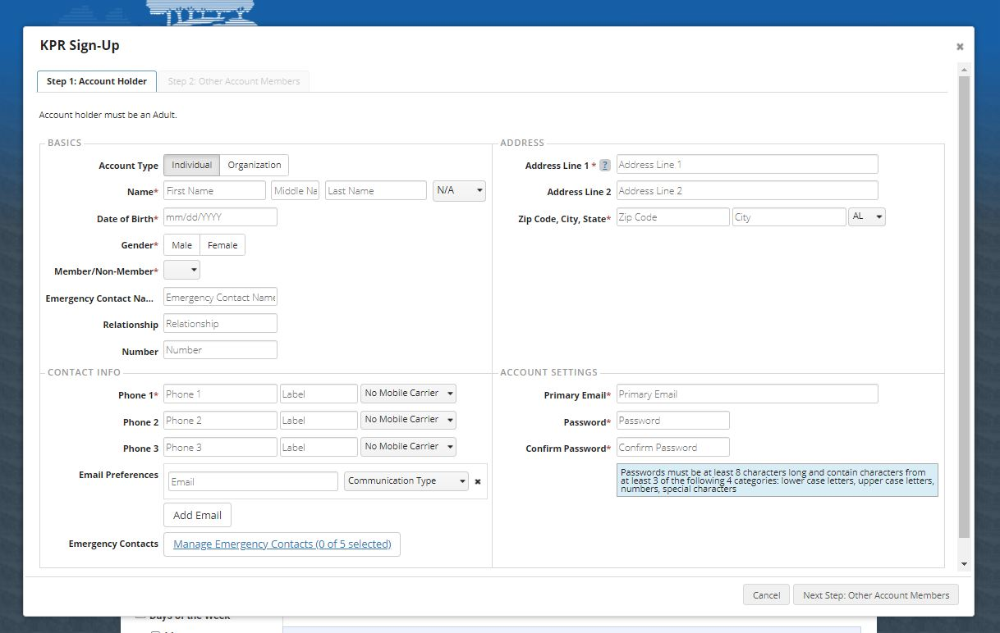 KPR Sign-Up
Step 1: Account Holder
Step 2: Other Account Members
Account holder must be an Adult.
BASICS
Account Type Individual Organization
Name* First Name Middle Na Last Name N/A
Date of Birth* mm/dd/YYYY
Gender* Male Female
Member/Non-Member*
Emergency Contact Na... Emergency Contact Name
Relationship Relationship
Number Number
ADDRESS
Address Line 1 * ? Address Line 1
Address Line 2 Address Line 2
Zip Code, City, State* Zip Code City AL
CONTACT INFO
Phone 1* Phone 1 Label No Mobile Carrier
Phone 2 Phone 2 Label No Mobile Carrier
Phone 3 Phone 3 Label No Mobile Carrier
Email Preferences Email Communication Type
Add Email
Emergency Contacts Manage Emergency Contacts (0 of 5 selected)
ACCOUNT SETTINGS
Primary Email* Primary Email
Password* Password
Confirm Password* Confirm Password
Passwords must be at least 8 characters long and contain characters from
at least 3 of the following 4 categories: lower case letters, upper case letters,
numbers, special characters
Cancel Next Step: Other Account Members
Days of the Week